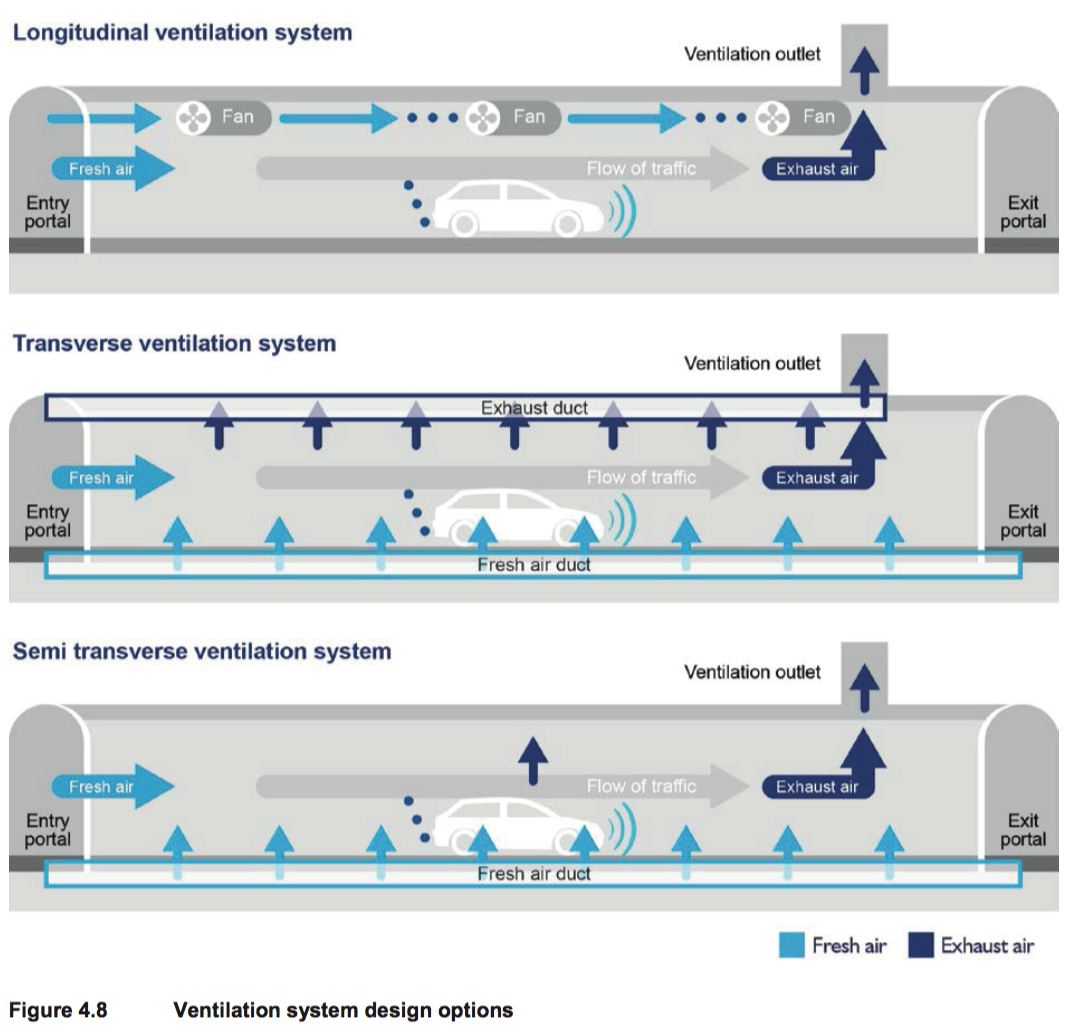 Longitudinal ventilation system
Ventilation outlet
Fan
Fan
Fan
Fresh air
Flow of traffic
Exhaust air
Entry
portal
Exit
portal
Transverse ventilation system
Ventilation outlet
Exhaust duct
Fresh air
Flow of traffic
Exhaust air
Entry
portal
Exit
portal
Fresh air duct
Semi transverse ventilation system
Ventilation outlet
Fresh air
Flow of traffic
Exhaust air
Entry
portal
Exit
portal
Fresh air duct
Fresh air
Exhaust air
Figure 4.8 Ventilation system design options